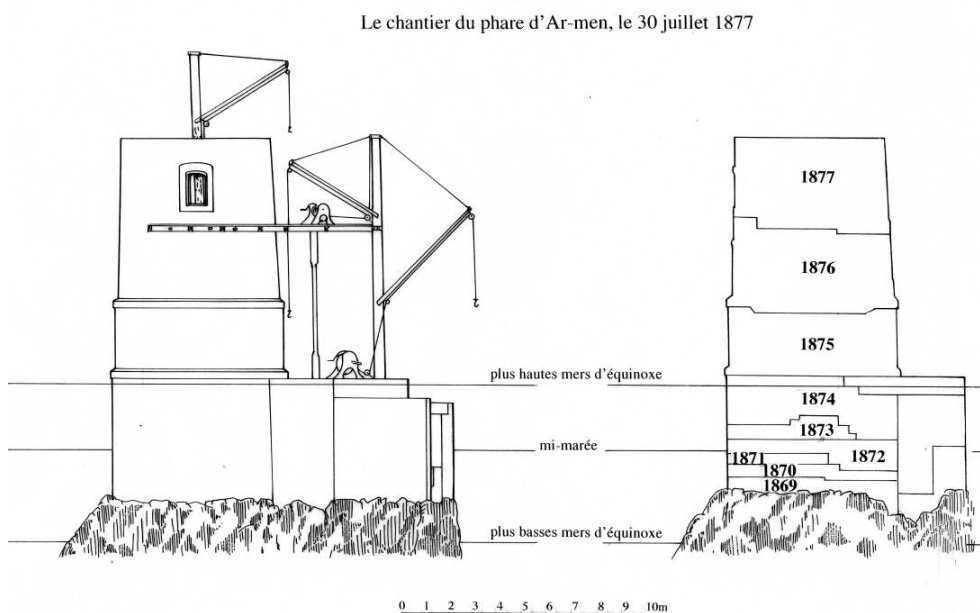 Le chantier du phare d'Ar-men, le 30 juillet 1877
1877
1876
1875
plus hautes mers d'équinoxe
1874
1873
mi-marée
1871
1872
1870
1869
plus basses mers d'équinoxe
0 1 2 3 4 5 6 7 8 9 10m